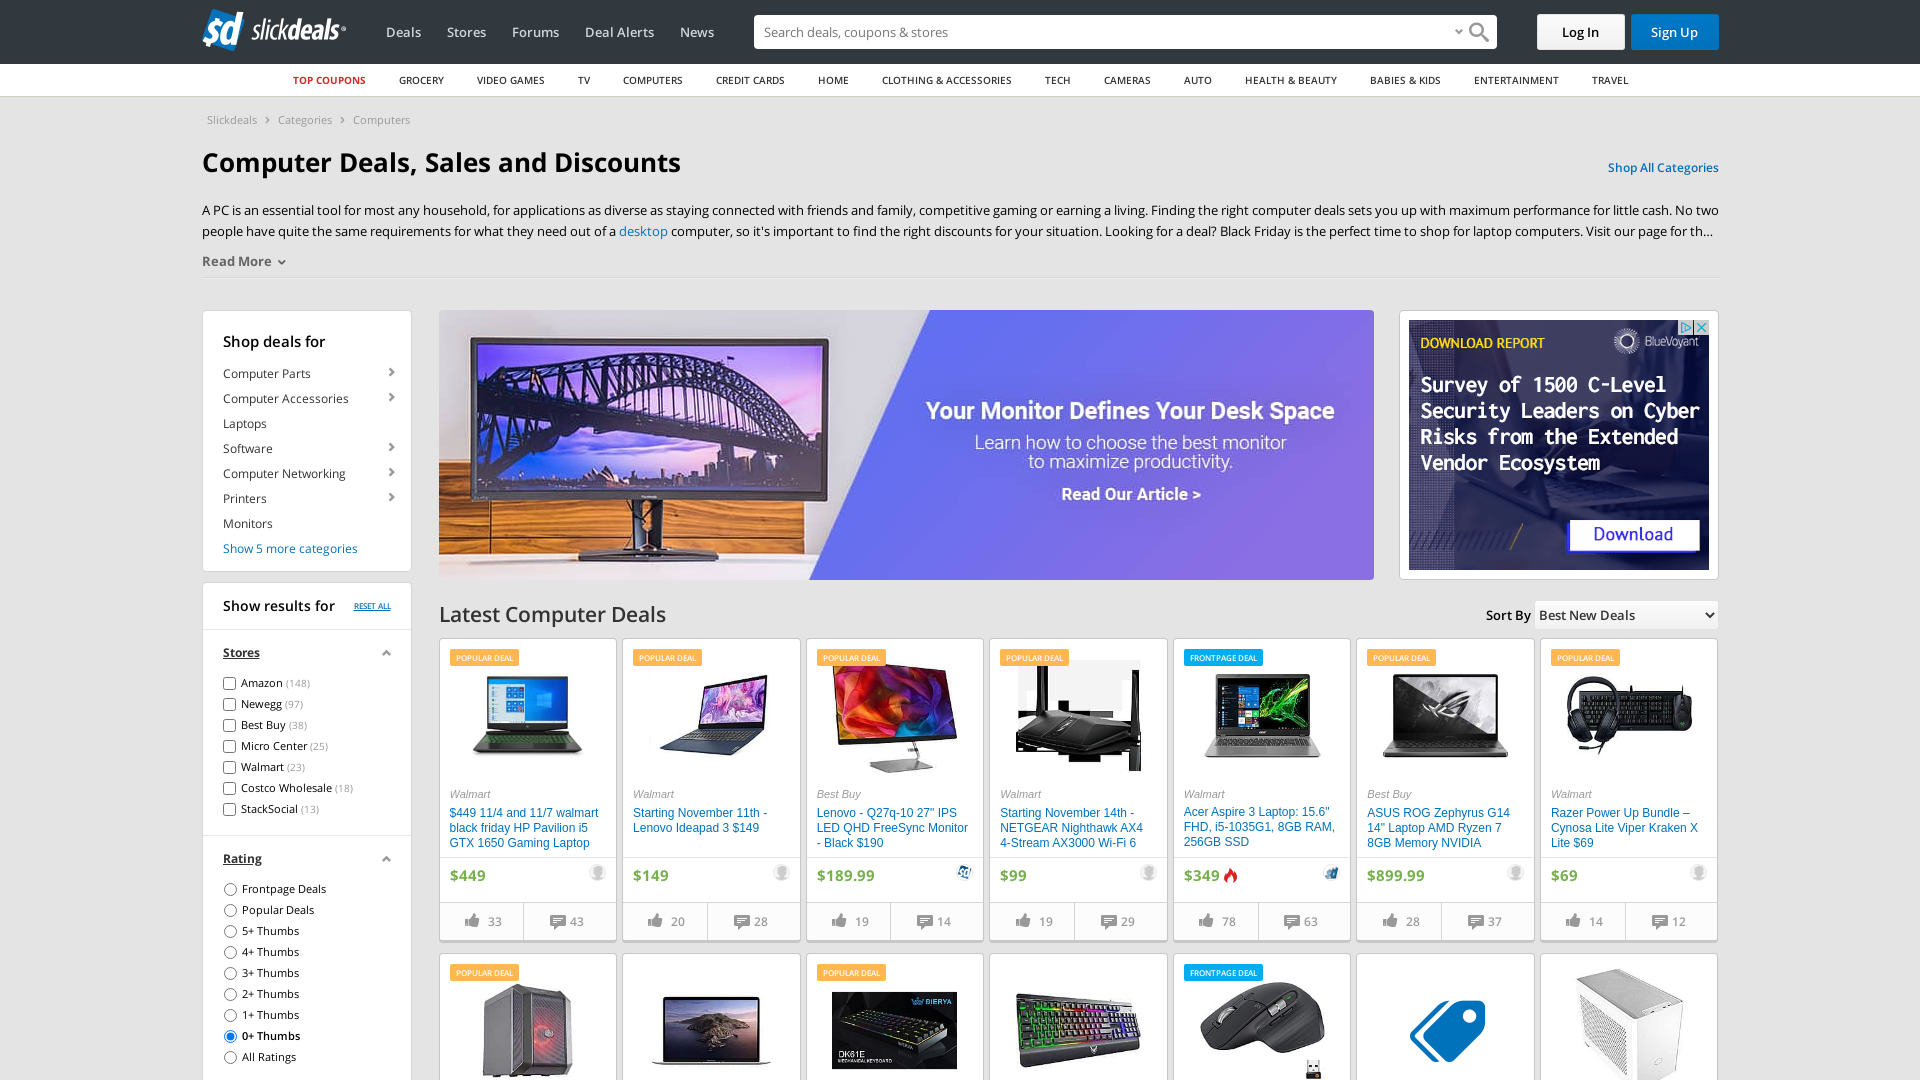 slickdeals
Deals
Stores
Forums
Deal Alerts
News
Search deals, coupons & stores
Log In
Sign Up
TOP COUPONS
GROCERY
VIDEO GAMES
TV
COMPUTERS
CREDIT CARDS
HOME
CLOTHING & ACCESSORIES
TECH
CAMERAS
AUTO
HEALTH & BEAUTY
BABIES & KIDS
ENTERTAINMENT
TRAVEL
Slickdeals > Categories > Computers
Computer Deals, Sales and Discounts
Shop All Categories
A PC is an essential tool for most any household, for applications as diverse as staying connected with friends and family, competitive gaming or earning a living. Finding the right computer deals sets you up with maximum performance for little cash. No two
people have quite the same requirements for what they need out of a desktop computer, so it's important to find the right discounts for your situation. Looking for a deal? Black Friday is the perfect time to shop for laptop computers. Visit our page for th...
Read More
Shop deals for
Computer Parts
Computer Accessories
Laptops
Software
Computer Networking
Printers
Monitors
Show 5 more categories
Your Monitor Defines Your Desk Space
Learn how to choose the best monitor
to maximize productivity.
Read Our Article >
DOWNLOAD REPORT
BlueVoyant
Survey of 1500 C-Level
Security Leaders on Cyber
Risks from the Extended
Vendor Ecosystem
Download
Show results for
RESET ALL
Stores
Amazon (148)
Newegg (97)
Best Buy (38)
Micro Center (25)
Walmart (23)
Costco Wholesale (18)
StackSocial (13)
Rating
Frontpage Deals
Popular Deals
5+ Thumbs
4+ Thumbs
3+ Thumbs
2+ Thumbs
1+ Thumbs
0+ Thumbs
All Ratings
Latest Computer Deals
Sort By
Best New Deals
POPULAR DEAL
Walmart
$449 11/4 and 11/7 walmart
black friday HP Pavilion i5
GTX 1650 Gaming Laptop
$449
33
43
POPULAR DEAL
Walmart
Starting November 11th -
Lenovo Ideapad 3 $149
$149
20
28
POPULAR DEAL
Best Buy
Lenovo - Q27q-10 27" IPS
LED QHD FreeSync Monitor
- Black $190
$189.99
19
14
POPULAR DEAL
Walmart
Starting November 14th -
NETGEAR Nighthawk AX4
4-Stream AX3000 Wi-Fi 6
$99
19
29
FRONTPAGE DEAL
Walmart
Acer Aspire 3 Laptop: 15.6"
FHD, i5-1035G1, 8GB RAM,
256GB SSD
$349
78
63
POPULAR DEAL
Best Buy
ASUS ROG Zephyrus G14
14" Laptop AMD Ryzen 7
8GB Memory NVIDIA
$899.99
28
37
POPULAR DEAL
Walmart
Razer Power Up Bundle –
Cynosa Lite Viper Kraken X
Lite $69
$69
14
12
POPULAR DEAL
POPULAR DEAL
BIERYA
DK61E
MECHANICAL KEYBOARD
FRONTPAGE DEAL